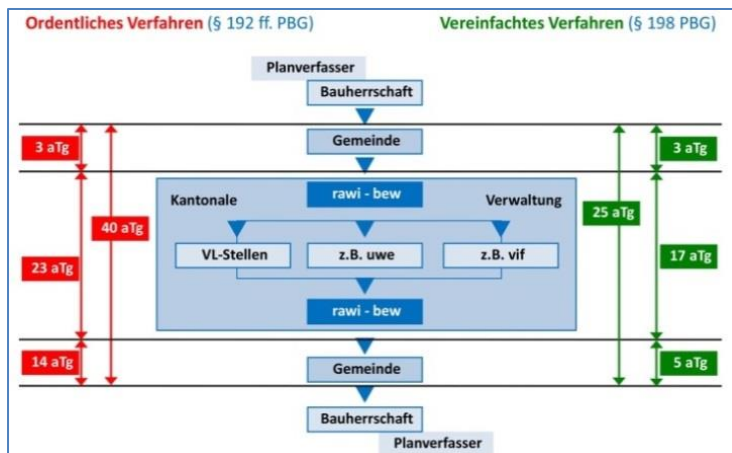 Ordentliches Verfahren (§ 192 ff. PBG)
Vereinfachtes Verfahren (§ 198 PBG)
Planverfasser
Bauherrschaft
3 aTg
Gemeinde
3 aTg
Kantonale
rawi - bew
Verwaltung
40 aTg
25 aTg
VL-Stellen
z.B. uwe
z.B. vif
23 aTg
17 aTg
rawi - bew
14 aTg
Gemeinde
5 aTg
Bauherrschaft
Planverfasser